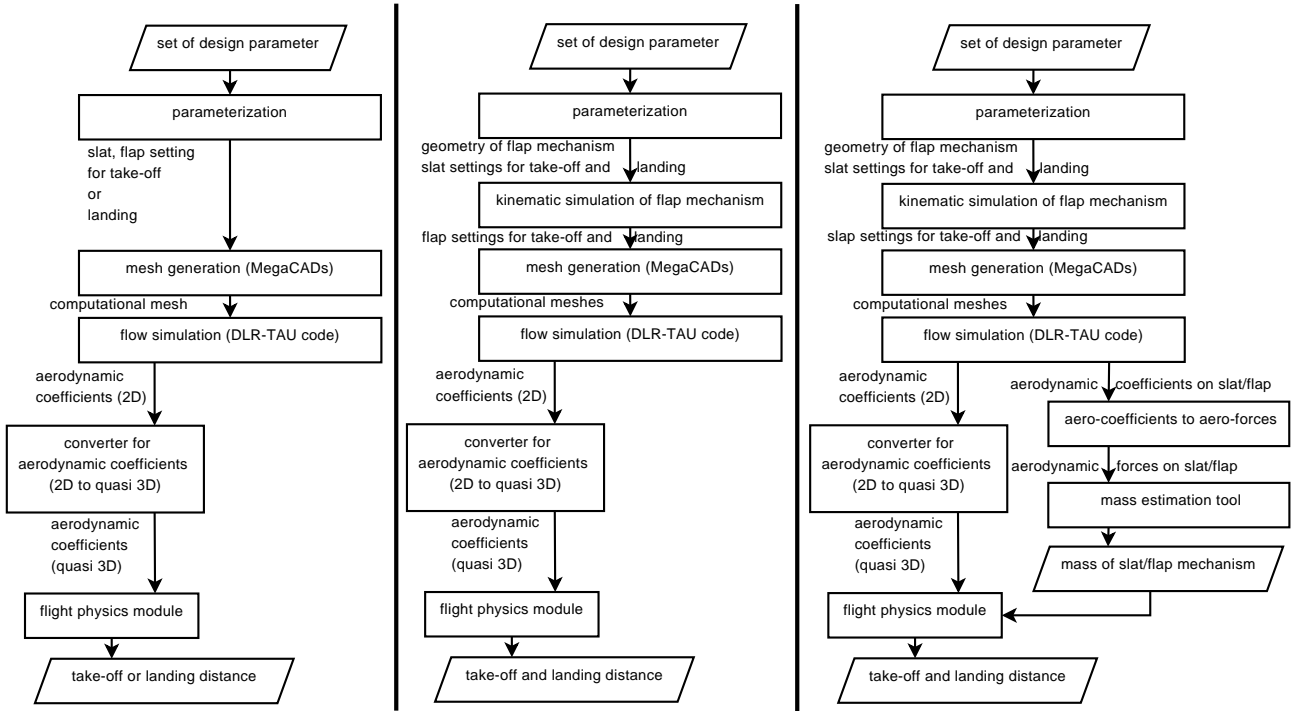 set of design parameter
parameterization
slat, flap setting
for take-off
or
landing
mesh generation (MegaCADs)
computational mesh
flow simulation (DLR-TAU code)
aerodynamic
coefficients (2D)
converter for
aerodynamic coefficients
(2D to quasi 3D)
aerodynamic
coefficients
(quasi 3D)
flight physics module
take-off or landing distance
set of design parameter
parameterization
geometry of flap mechanism
slat settings for take-off and landing
kinematic simulation of flap mechanism
flap settings for take-off and landing
mesh generation (MegaCADs)
computational meshes
flow simulation (DLR-TAU code)
aerodynamic
coefficients (2D)
converter for
aerodynamic coefficients
(2D to quasi 3D)
aerodynamic
coefficients
(quasi 3D)
flight physics module
take-off and landing distance
set of design parameter
parameterization
geometry of flap mechanism
slat settings for take-off and landing
kinematic simulation of flap mechanism
slap settings for take-off and landing
mesh generation (MegaCADs)
computational meshes
flow simulation (DLR-TAU code)
aerodynamic
coefficients (2D)
converter for
aerodynamic coefficients
(2D to quasi 3D)
aerodynamic
coefficients
(quasi 3D)
flight physics module
take-off and landing distance
aerodynamic coefficients on slat/flap
aero-coefficients to aero-forces
aerodynamic forces on slat/flap
mass estimation tool
mass of slat/flap mechanism